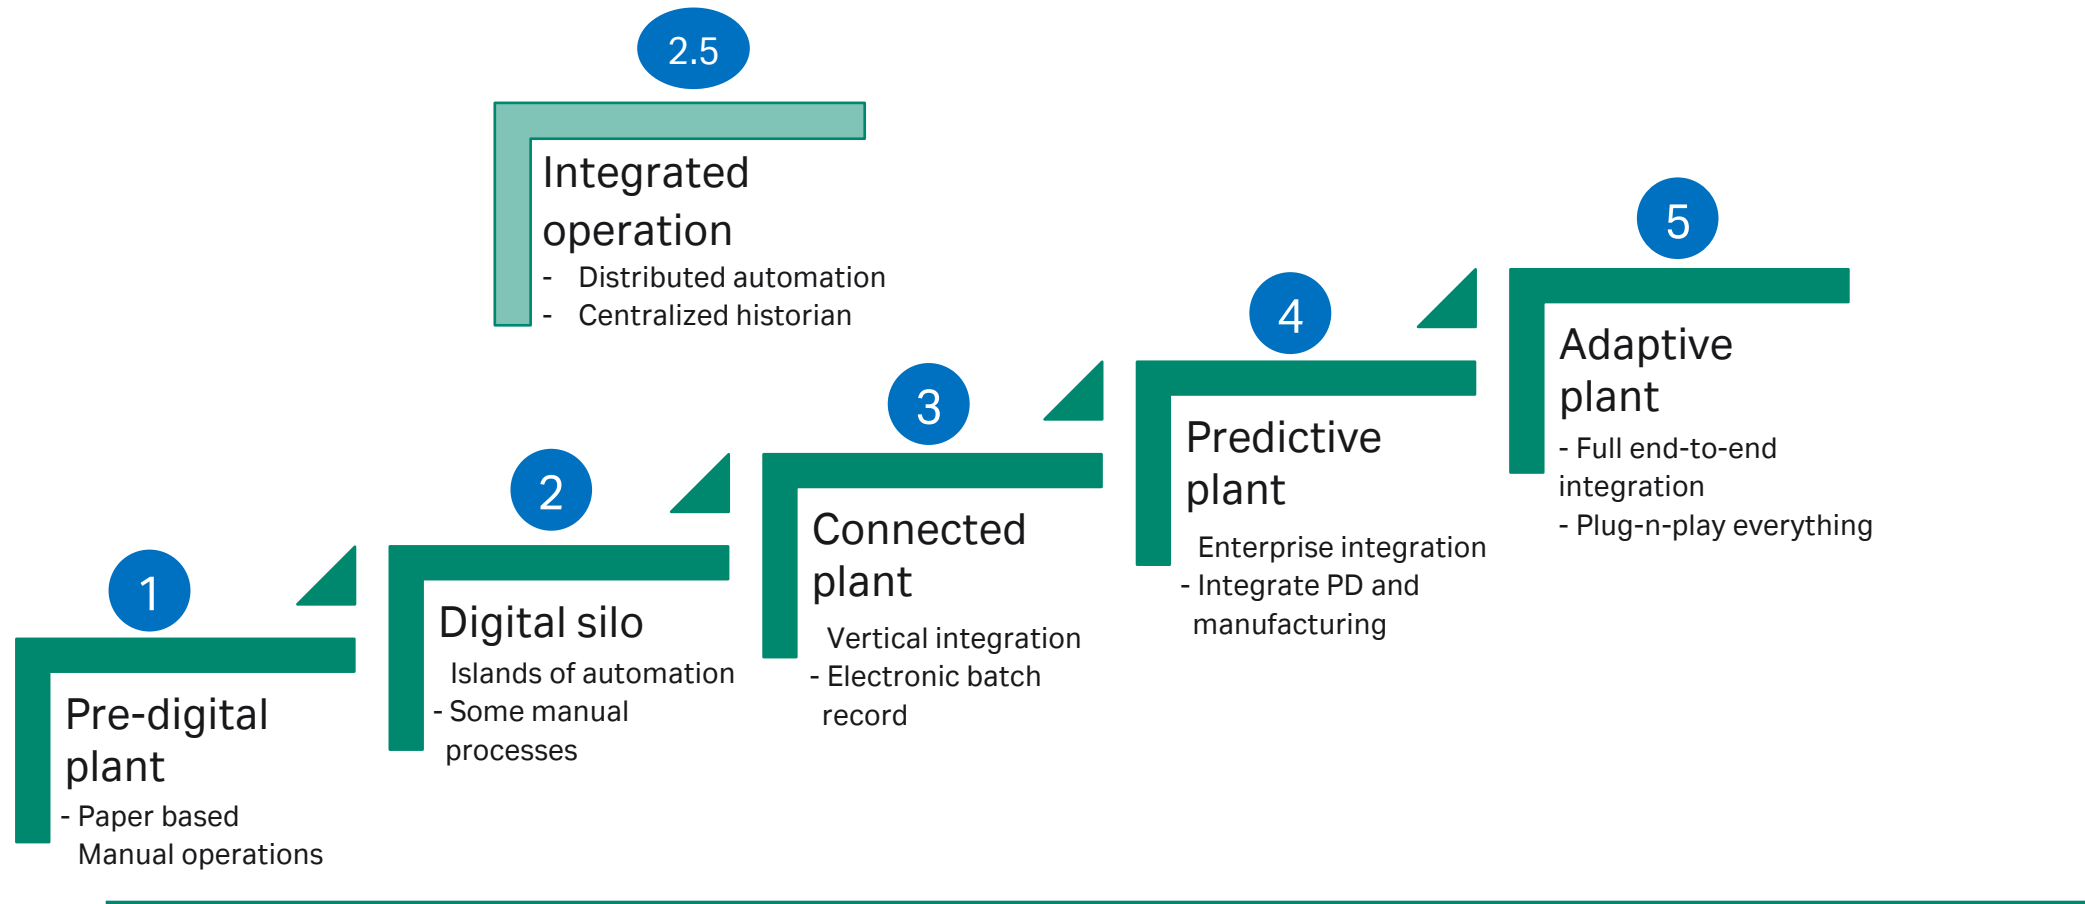 2.5
Integrated
operation
- Distributed automation
- Centralized historian
1
Pre-digital
plant
- Paper based
Manual operations
2
Digital silo
Islands of automation
- Some manual
processes
3
Connected
plant
Vertical integration
- Electronic batch
record
4
Predictive
plant
Enterprise integration
- Integrate PD and
manufacturing
5
Adaptive
plant
- Full end-to-end
integration
- Plug-n-play everything